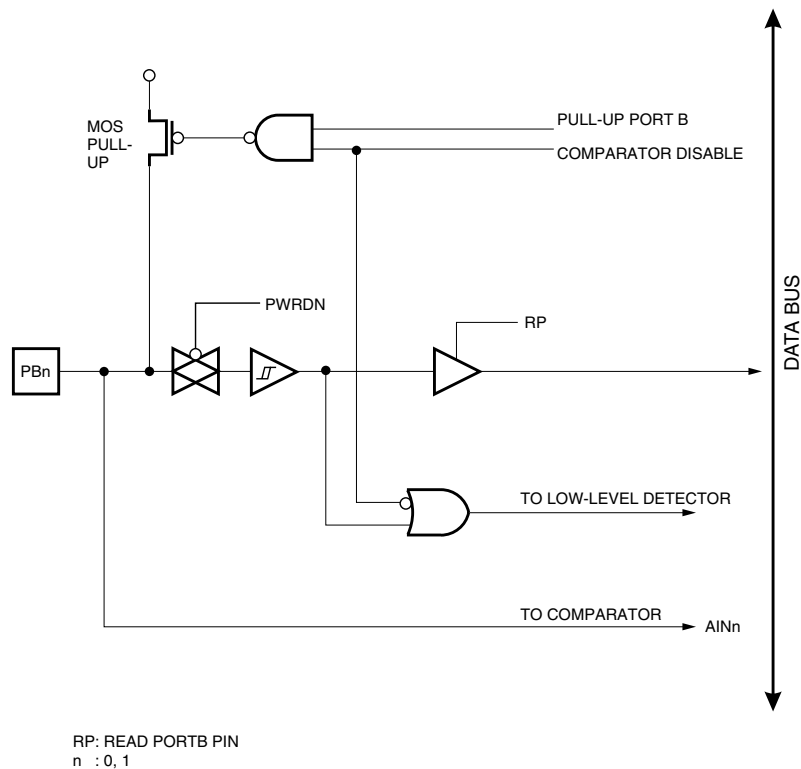 MOS
PULL-
UP
PULL-UP PORT B
COMPARATOR DISABLE
PWRDN
RP
PBn
DATA BUS
TO LOW-LEVEL DETECTOR
TO COMPARATOR
AINn
RP: READ PORTB PIN
n : 0, 1